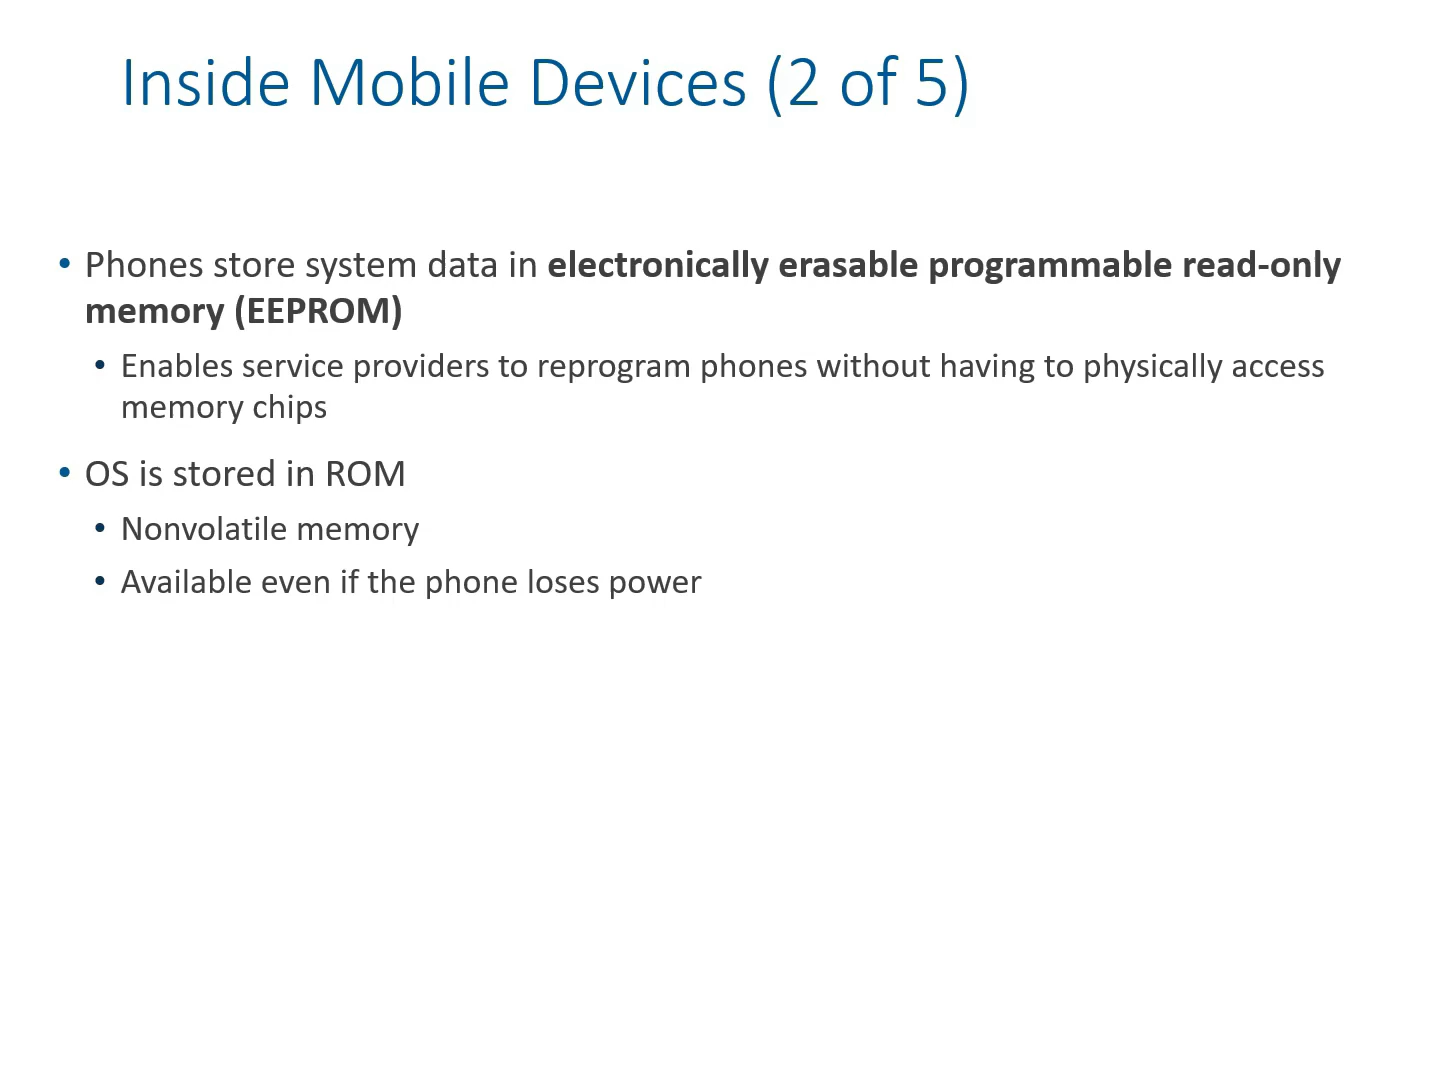 Inside Mobile Devices (2 of 5)
• Phones store system data in electronically erasable programmable read-only
memory (EEPROM)
• Enables service providers to reprogram phones without having to physically access
memory chips
• OS is stored in ROM
• Nonvolatile memory
• Available even if the phone loses power